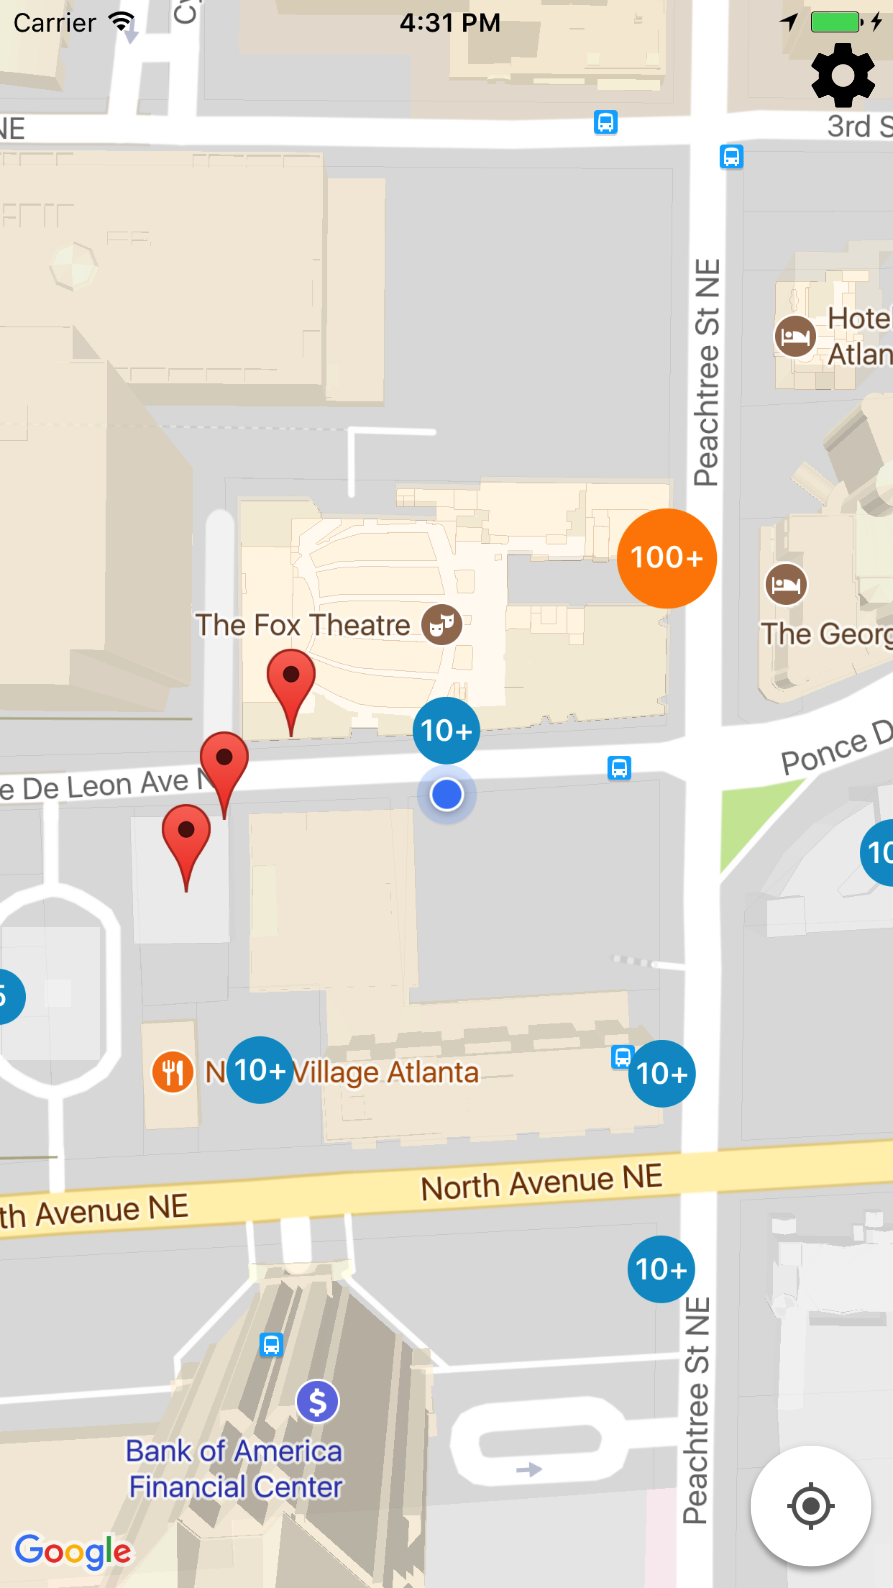 Carrier
4:31 PM
NE
3rd S
Peachtree St NE
Hote
Atlan
100+
The Fox Theatre
The Georg
10+
Ponce D
e De Leon Ave N
10
5
10+
Village Atlanta
10+
North Avenue NE
th Avenue NE
10+
Peachtree St NE
$
Bank of America
Financial Center
Google